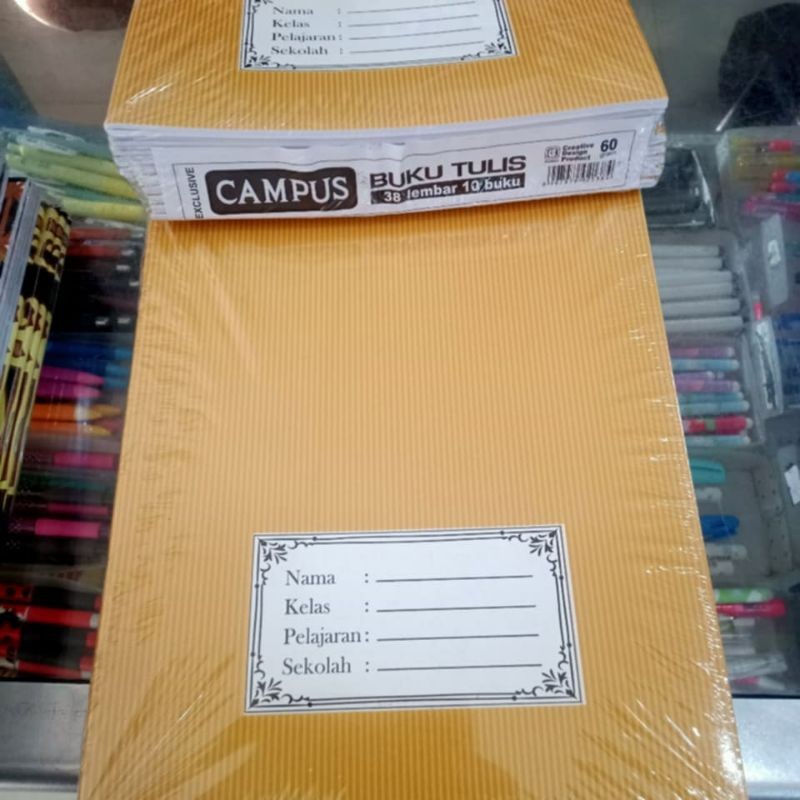 Nama :
Kelas :
Pelajaran :
Sekolah :
EXCLUSIVE
CAMPUS
BUKU TULIS
38 lembar 10 buku
Creative
Design
Product
60
Nama :
Kelas :
Pelajaran :
Sekolah :